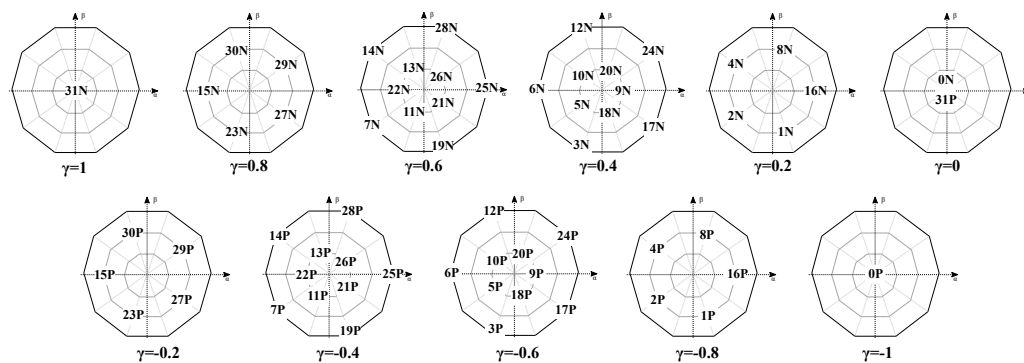 β
α
31N
γ=1
β
α
30N
29N
15N
27N
23N
γ=0.8
β
α
28N
14N
13N
26N
22N
25N
21N
11N
7N
19N
γ=0.6
β
α
12N
24N
20N
10N
6N
9N
5N
18N
17N
3N
γ=0.4
β
α
8N
4N
16N
2N
1N
γ=0.2
β
0N
31P
γ=0
β
α
30P
29P
15P
27P
23P
γ=-0.2
β
α
28P
14P
13P
26P
22P
25P
21P
11P
7P
19P
γ=-0.4
β
α
12P
24P
20P
10P
6P
9P
5P
18P
17P
3P
γ=-0.6
β
α
8P
4P
16P
2P
1P
γ=-0.8
β
α
0P
γ=-1